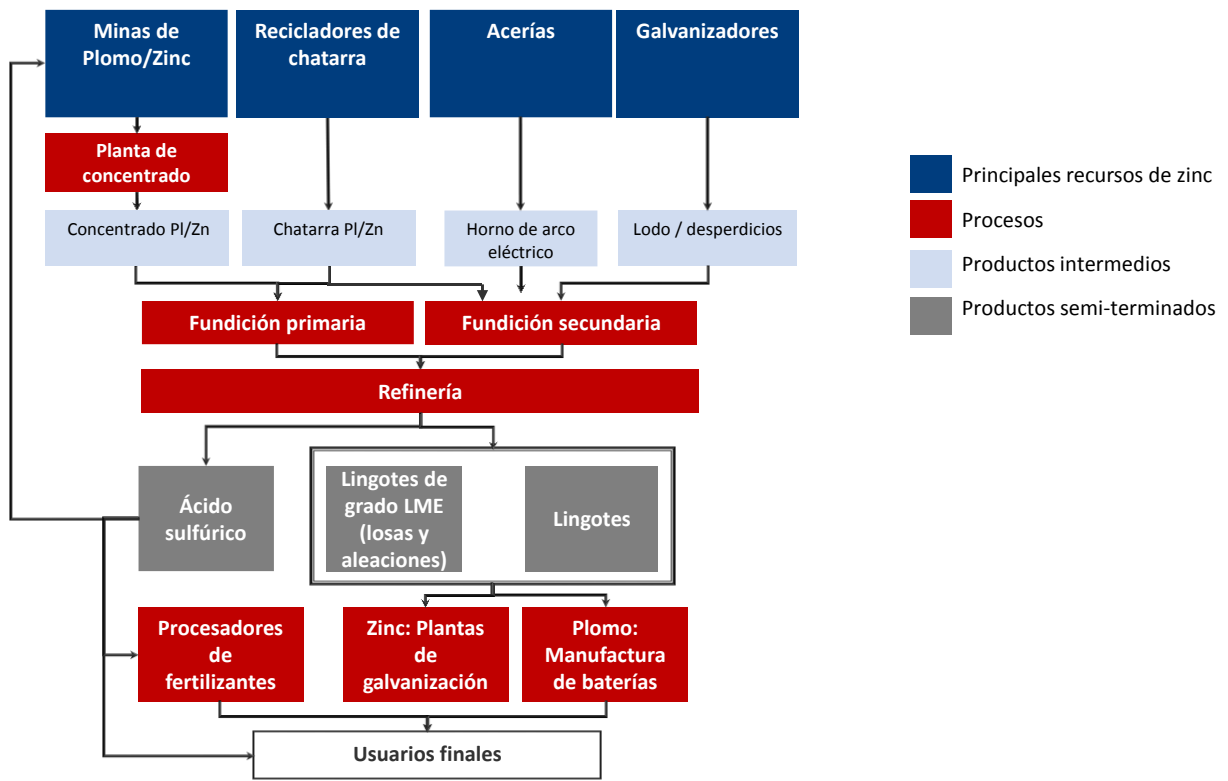 Minas de
Plomo/Zinc
Recicladores de
chatarra
Acerías
Galvanizadores
Planta de
concentrado
Concentrado Pl/Zn
Chatarra Pl/Zn
Horno de arco
eléctrico
Lodo / desperdicios
Principales recursos de zinc
Procesos
Productos intermedios
Productos semi-terminados
Fundición primaria
Fundición secundaria
Refinería
Ácido
sulfúrico
Lingotes de
grado LME
(losas y
aleaciones)
Lingotes
Procesadores
de
fertilizantes
Zinc: Plantas
de
galvanización
Plomo:
Manufactura
de baterías
Usuarios finales